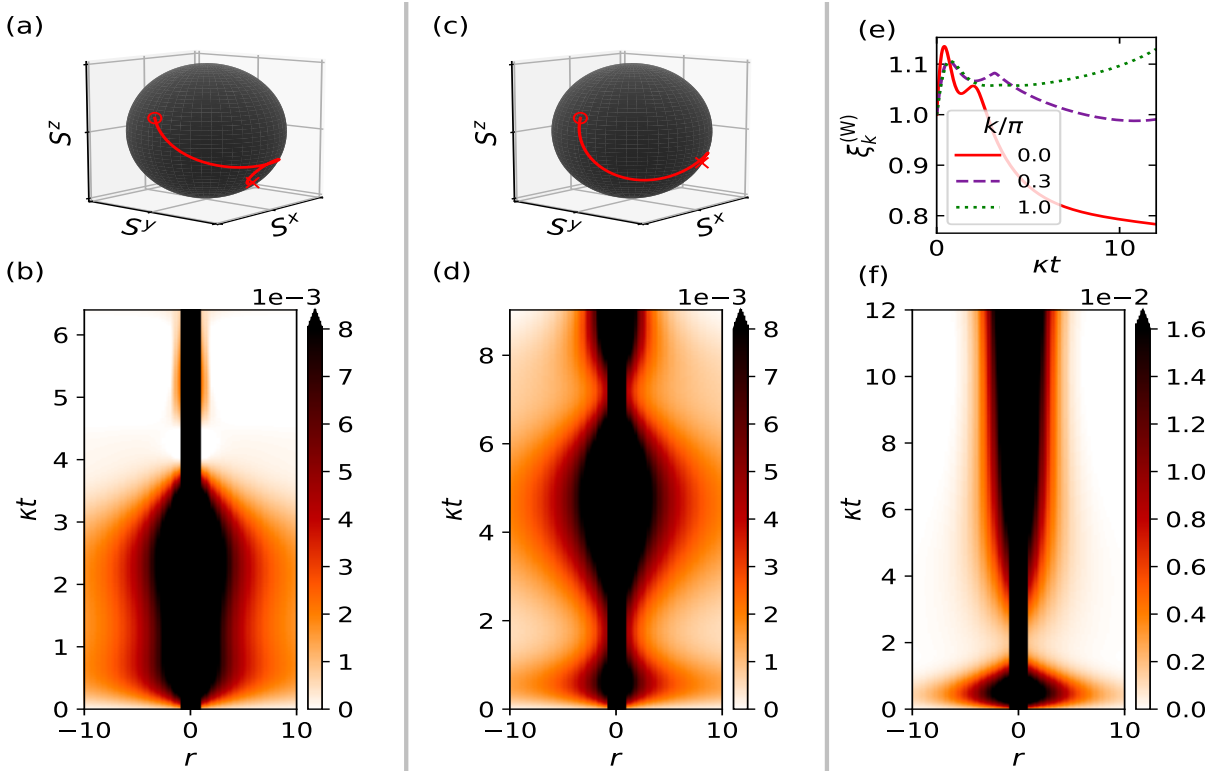 (a)
S^z
S^y
S^x
(b)
1e−3
8
7
6
5
4
3
2
1
0
6
5
4
3
2
1
0
κt
−10
0
10
r
(c)
S^z
S^y
S^x
(d)
1e−3
8
7
6
5
4
3
2
1
0
8
6
4
2
0
κt
−10
0
10
r
(e)
ξ_k^(W)
1.1
1.0
0.9
0.8
k/π
0.0
0.3
1.0
0
10
κt
(f)
1e−2
12
10
8
6
4
2
0
κt
1.6
1.4
1.2
1.0
0.8
0.6
0.4
0.2
0.0
−10
0
10
r